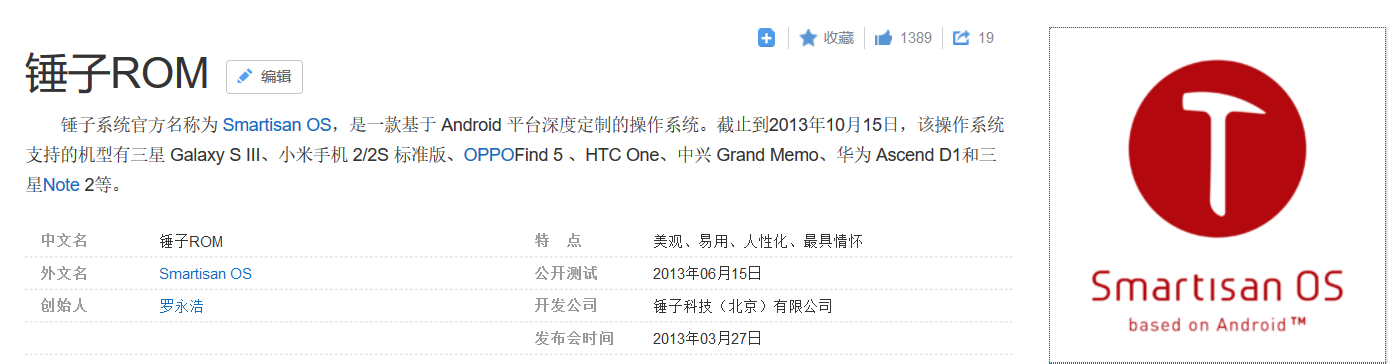 收藏 1389 19
锤子ROM 编辑
锤子系统官方名称为 Smartisan OS，是一款基于 Android 平台深度定制的操作系统。截止到2013年10月15日，该操作系统
支持的机型有三星 Galaxy S III、小米手机 2/2S 标准版、OPPOFind 5 、HTC One、中兴 Grand Memo、华为 Ascend D1和三
星Note 2等。
中文名 锤子ROM 特 点 美观、易用、人性化、最具情怀
外文名 Smartisan OS 公开测试 2013年06月15日
创始人 罗永浩 开发公司 锤子科技（北京）有限公司
发布会时间 2013年03月27日
Smartisan OS
based on Android™